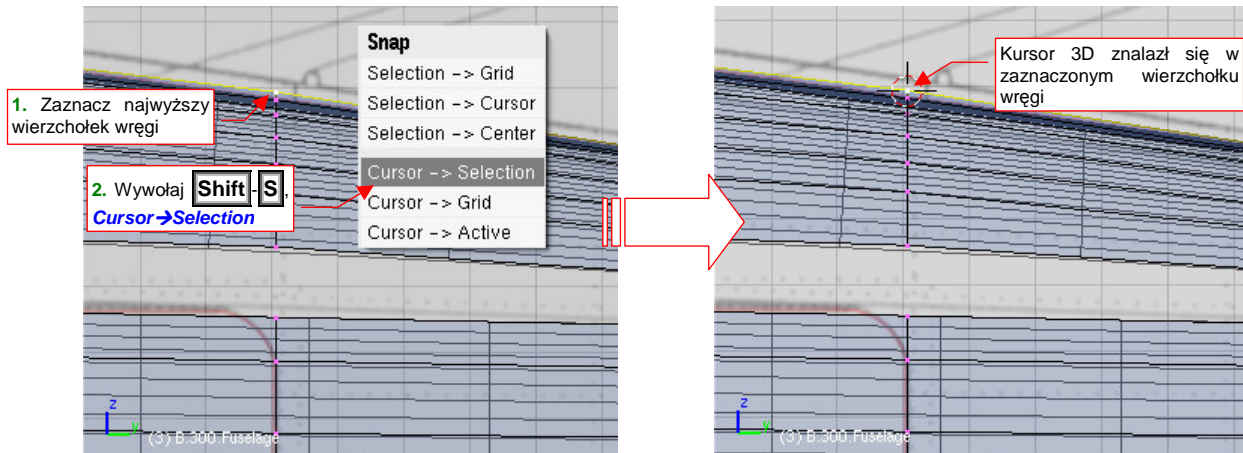 1. Zaznacz najwyższy
wierzchołek wręgi
2. Wywołaj Shift-S,
Cursor→Selection
Snap
Selection -> Grid
Selection -> Cursor
Selection -> Center
Cursor -> Selection
Cursor -> Grid
Cursor -> Active
z
y
(3) B.300.Fuselage
Kursor 3D znalazł się w
zaznaczonym wierzchołku
wręgi
z
y
(3) B.300.Fuselage